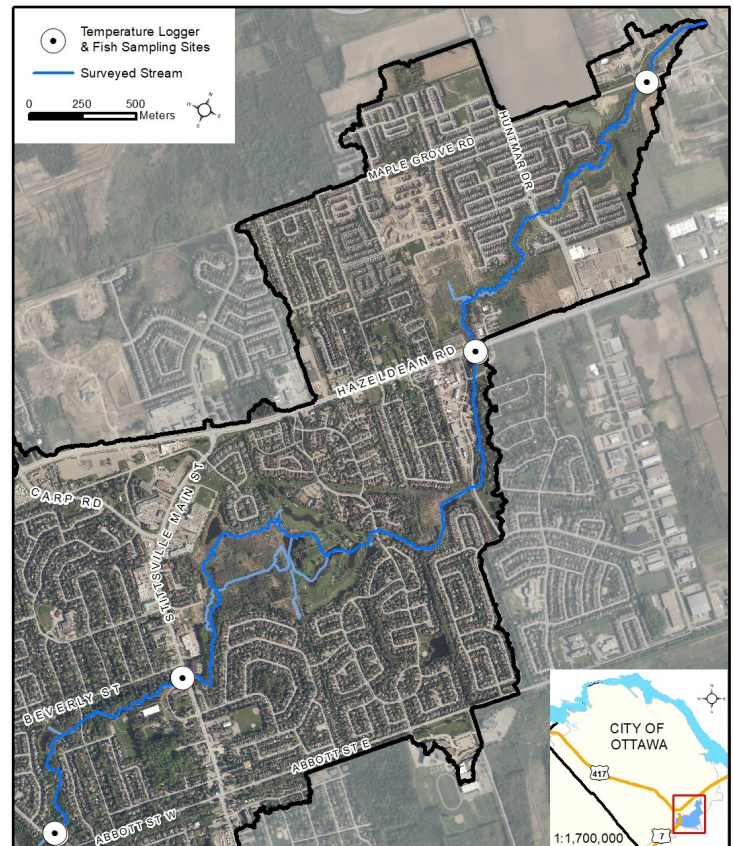 Temperature Logger
& Fish Sampling Sites
Surveyed Stream
0 250 500
Meters
N
E
S
W
MAPLE GROVE RD
HUNTMAR DR
HAZELDEAN RD
CARP RD
STITTSVILLE MAIN ST
BEVERLY ST
ABBOTT ST E
ABBOTT ST W
CITY OF
OTTAWA
417
7
1:1,700,000